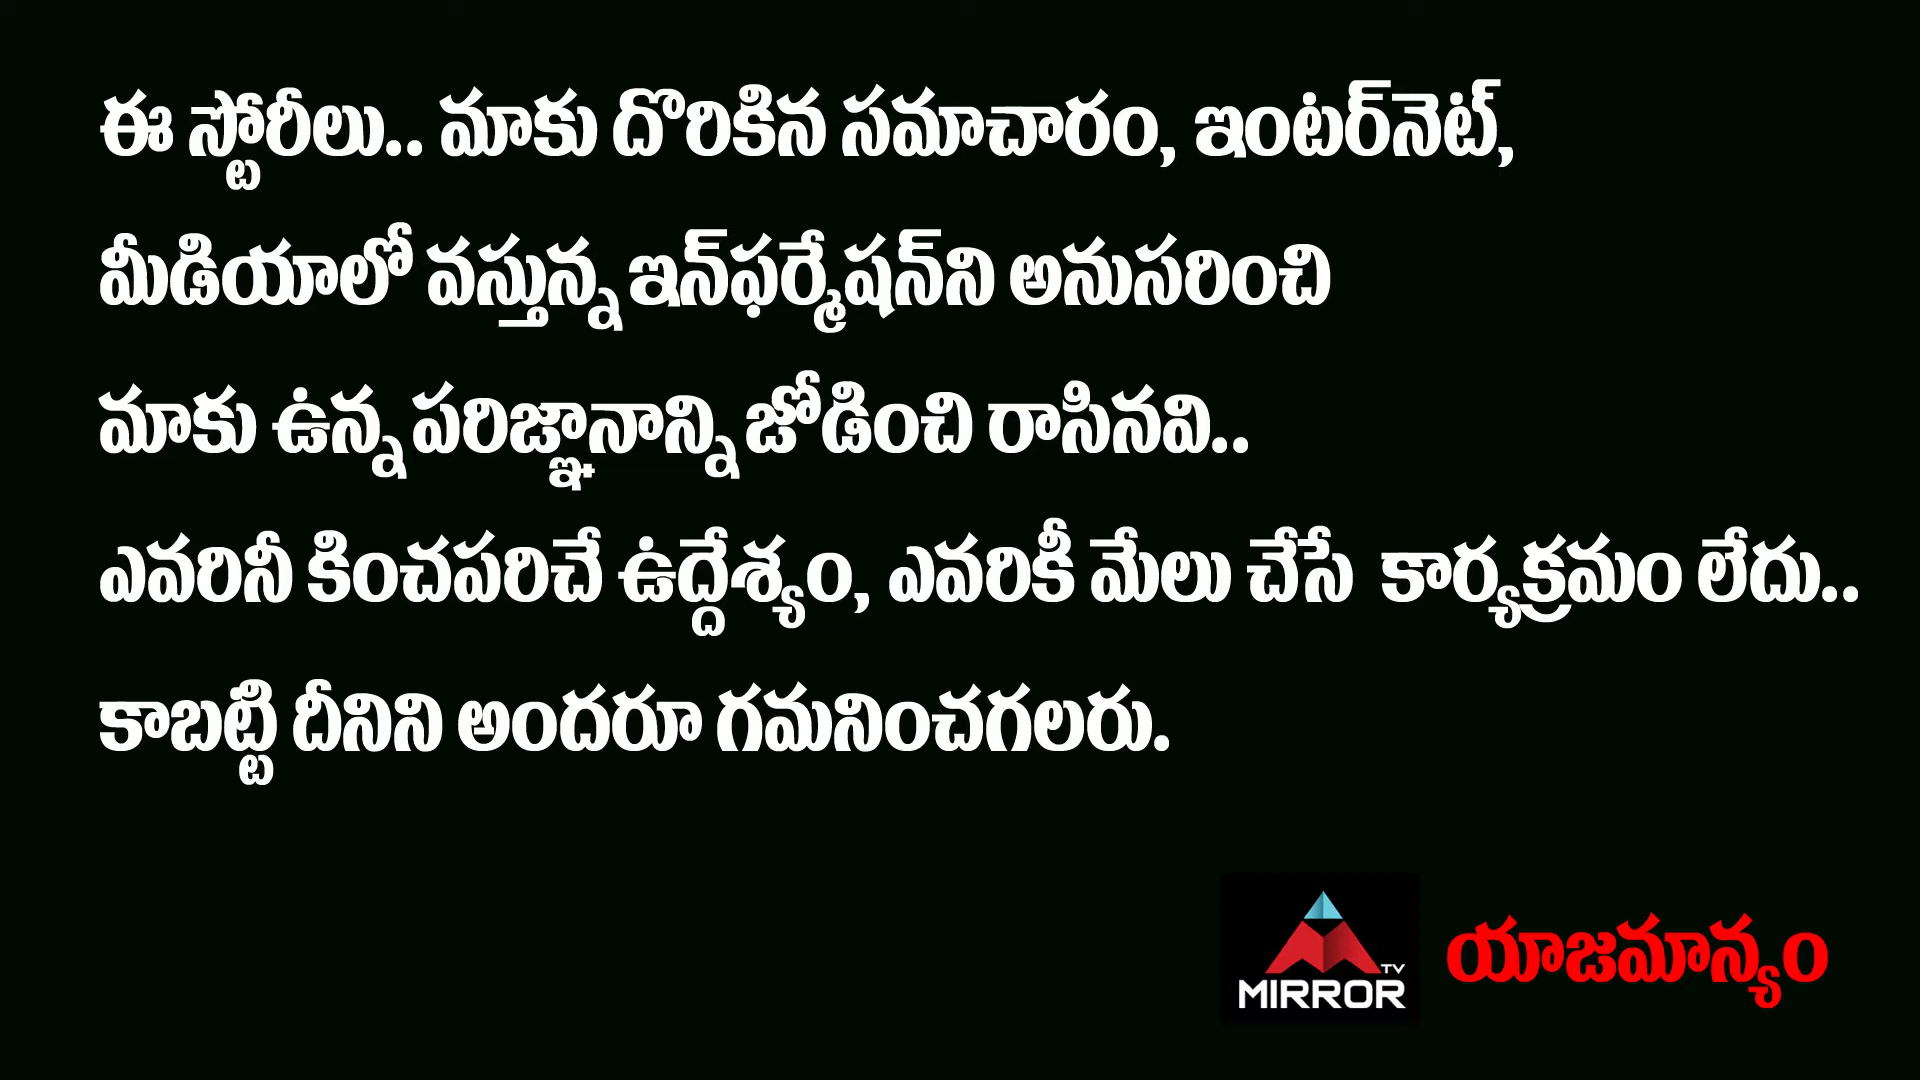 ఈ స్టోరీలు.. మాకు దొరికిన సమాచారం, ఇంటర్‌నెట్,
మీడియాలో వస్తున్న ఇన్‌ఫర్మేషన్‌ని అనుసరించి
మాకు ఉన్న పరిజ్ఞానాన్ని జోడించి రాసినవి..
ఎవరినీ కించపరిచే ఉద్దేశ్యం, ఎవరికీ మేలు చేసే కార్యక్రమం లేదు..
కాబట్టి దీనిని అందరూ గమనించగలరు.
TV
MIRROR
యాజమాన్యం